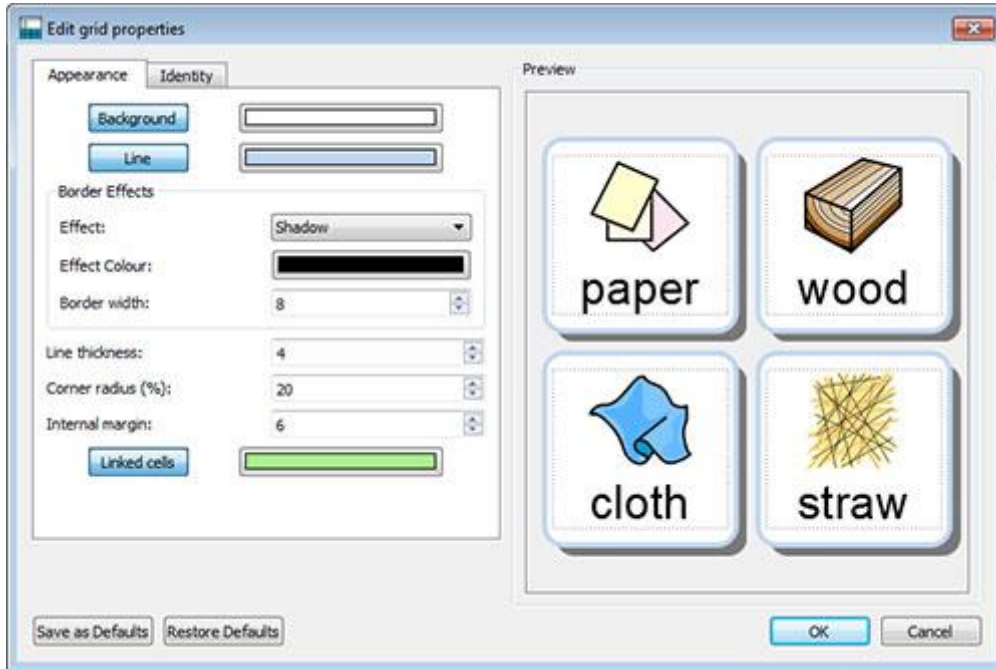 Edit grid properties
Appearance Identity
Background
Line
Border Effects
Effect: Shadow
Effect Colour:
Border width: 8
Line thickness: 4
Corner radius (%): 20
Internal margin: 6
Linked cells
Preview
paper wood
cloth straw
Save as Defaults Restore Defaults OK Cancel